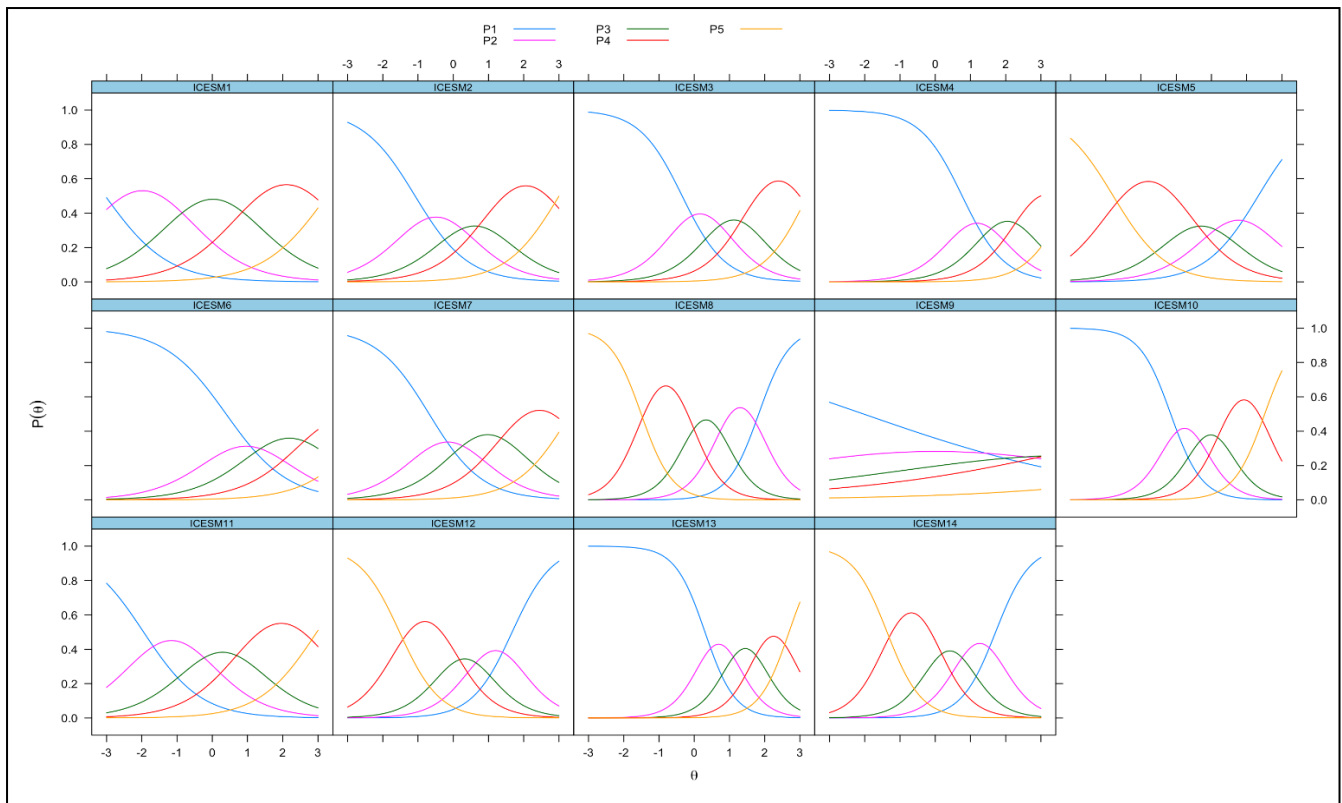 P1 P3 P5
P2 P4
-3 -2 -1 0 1 2 3 -3 -2 -1 0 1 2 3
ICESM1 ICESM2 ICESM3 ICESM4 ICESM5
1.0
0.8
0.6
0.4
0.2
0.0
ICESM6 ICESM7 ICESM8 ICESM9 ICESM10
P(θ)
1.0
0.8
0.6
0.4
0.2
0.0
ICESM11 ICESM12 ICESM13 ICESM14
1.0
0.8
0.6
0.4
0.2
0.0
-3 -2 -1 0 1 2 3 -3 -2 -1 0 1 2 3
θ